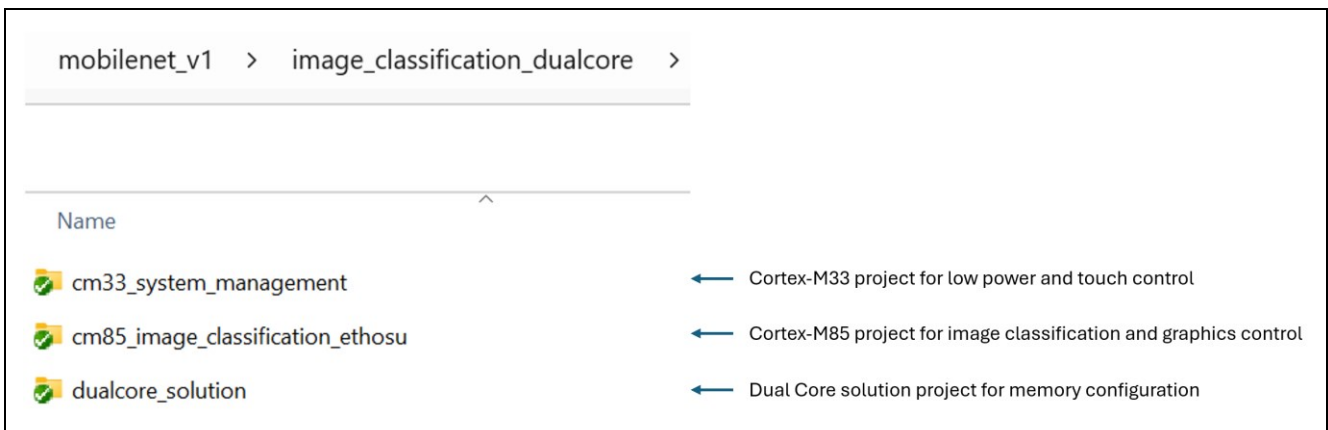 mobilenet_v1 > image_classification_dualcore >
Name
cm33_system_management Cortex-M33 project for low power and touch control
cm85_image_classification_ethosu Cortex-M85 project for image classification and graphics control
dualcore_solution Dual Core solution project for memory configuration